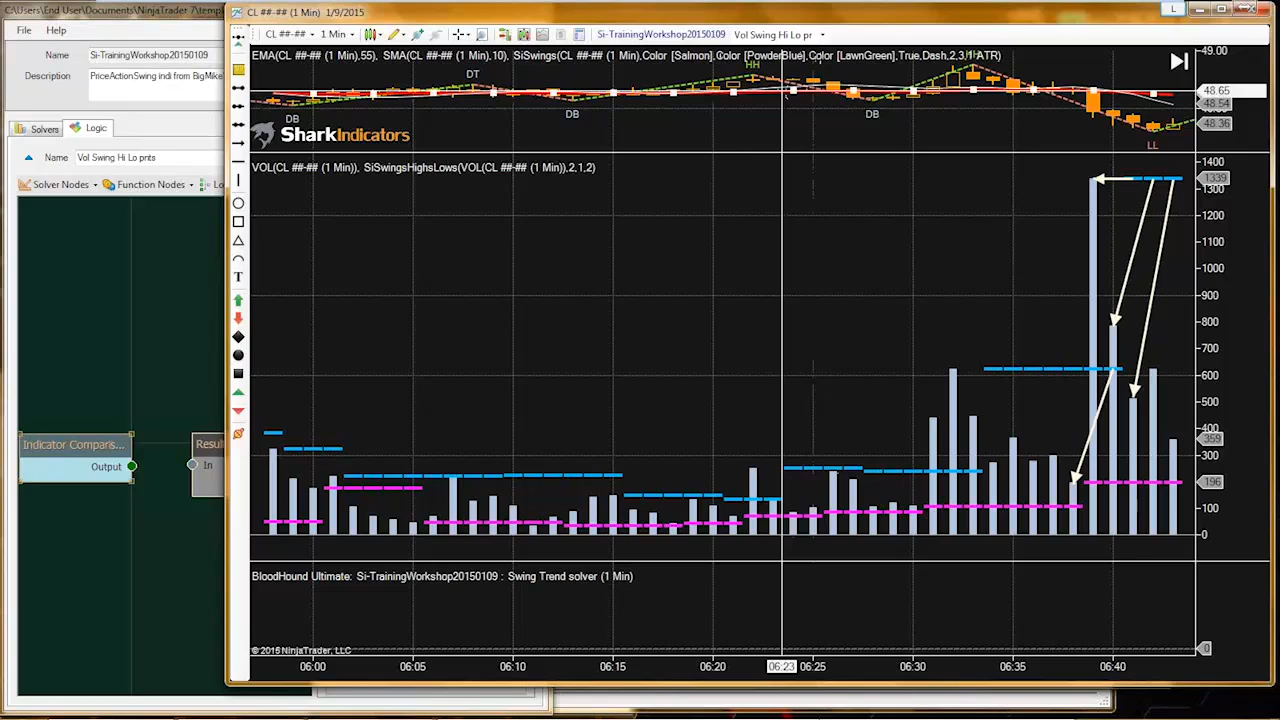 C:\Users\End User\Documents\NinjaTrader 7\templ
CL ##-## (1 Min) 1/9/2015
L
File Help
CL ##-## 1 Min Si-TrainingWorkshop20150109 Vol Swing Hi Lo pr
Name Si-TrainingWorkshop20150109
Description PriceActionSwing indi from BigMike
EMA(CL ##-## (1 Min),55), SMA(CL ##-## (1 Min),10), SiSwings(CL ##-## (1 Min),Color [Salmon],Color [PowderBlue],Color [LawnGreen],True,Dash,2,3,1,ATR)
49.00
DT
HH
48.65
48.54
48.36
DB
DB
DB
LL
SharkIndicators
Solvers Logic
Name Vol Swing Hi Lo pnts
VOL(CL ##-## (1 Min)), SiSwingsHighsLows(VOL(CL ##-## (1 Min)),2,1,2)
Solver Nodes Function Nodes Lo
T
1400
1339
1300
1200
1100
1000
900
800
700
600
500
359
300
196
100
0
Indicator Comparis...
Output
Resul
In
BloodHound Ultimate: Si-TrainingWorkshop20150109 : Swing Trend solver (1 Min)
© 2015 NinjaTrader, LLC
0
06:00 06:05 06:10 06:15 06:20 06:23 06:25 06:30 06:35 06:40